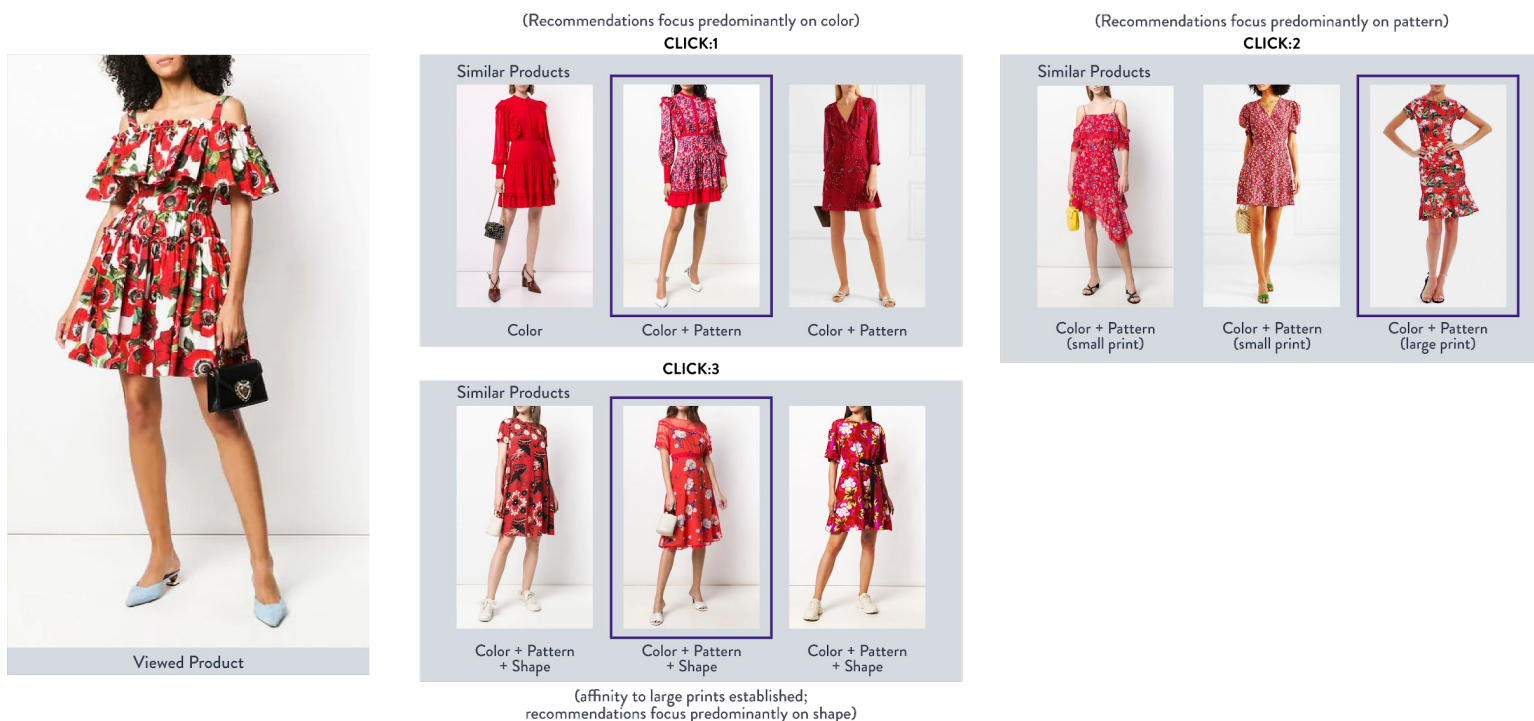 Viewed Product
(Recommendations focus predominantly on color)
CLICK:1
Similar Products
Color
Color + Pattern
Color + Pattern
(Recommendations focus predominantly on pattern)
CLICK:2
Similar Products
Color + Pattern
(small print)
Color + Pattern
(small print)
Color + Pattern
(large print)
CLICK:3
Similar Products
Color + Pattern
+ Shape
Color + Pattern
+ Shape
Color + Pattern
+ Shape
(affinity to large prints established;
recommendations focus predominantly on shape)